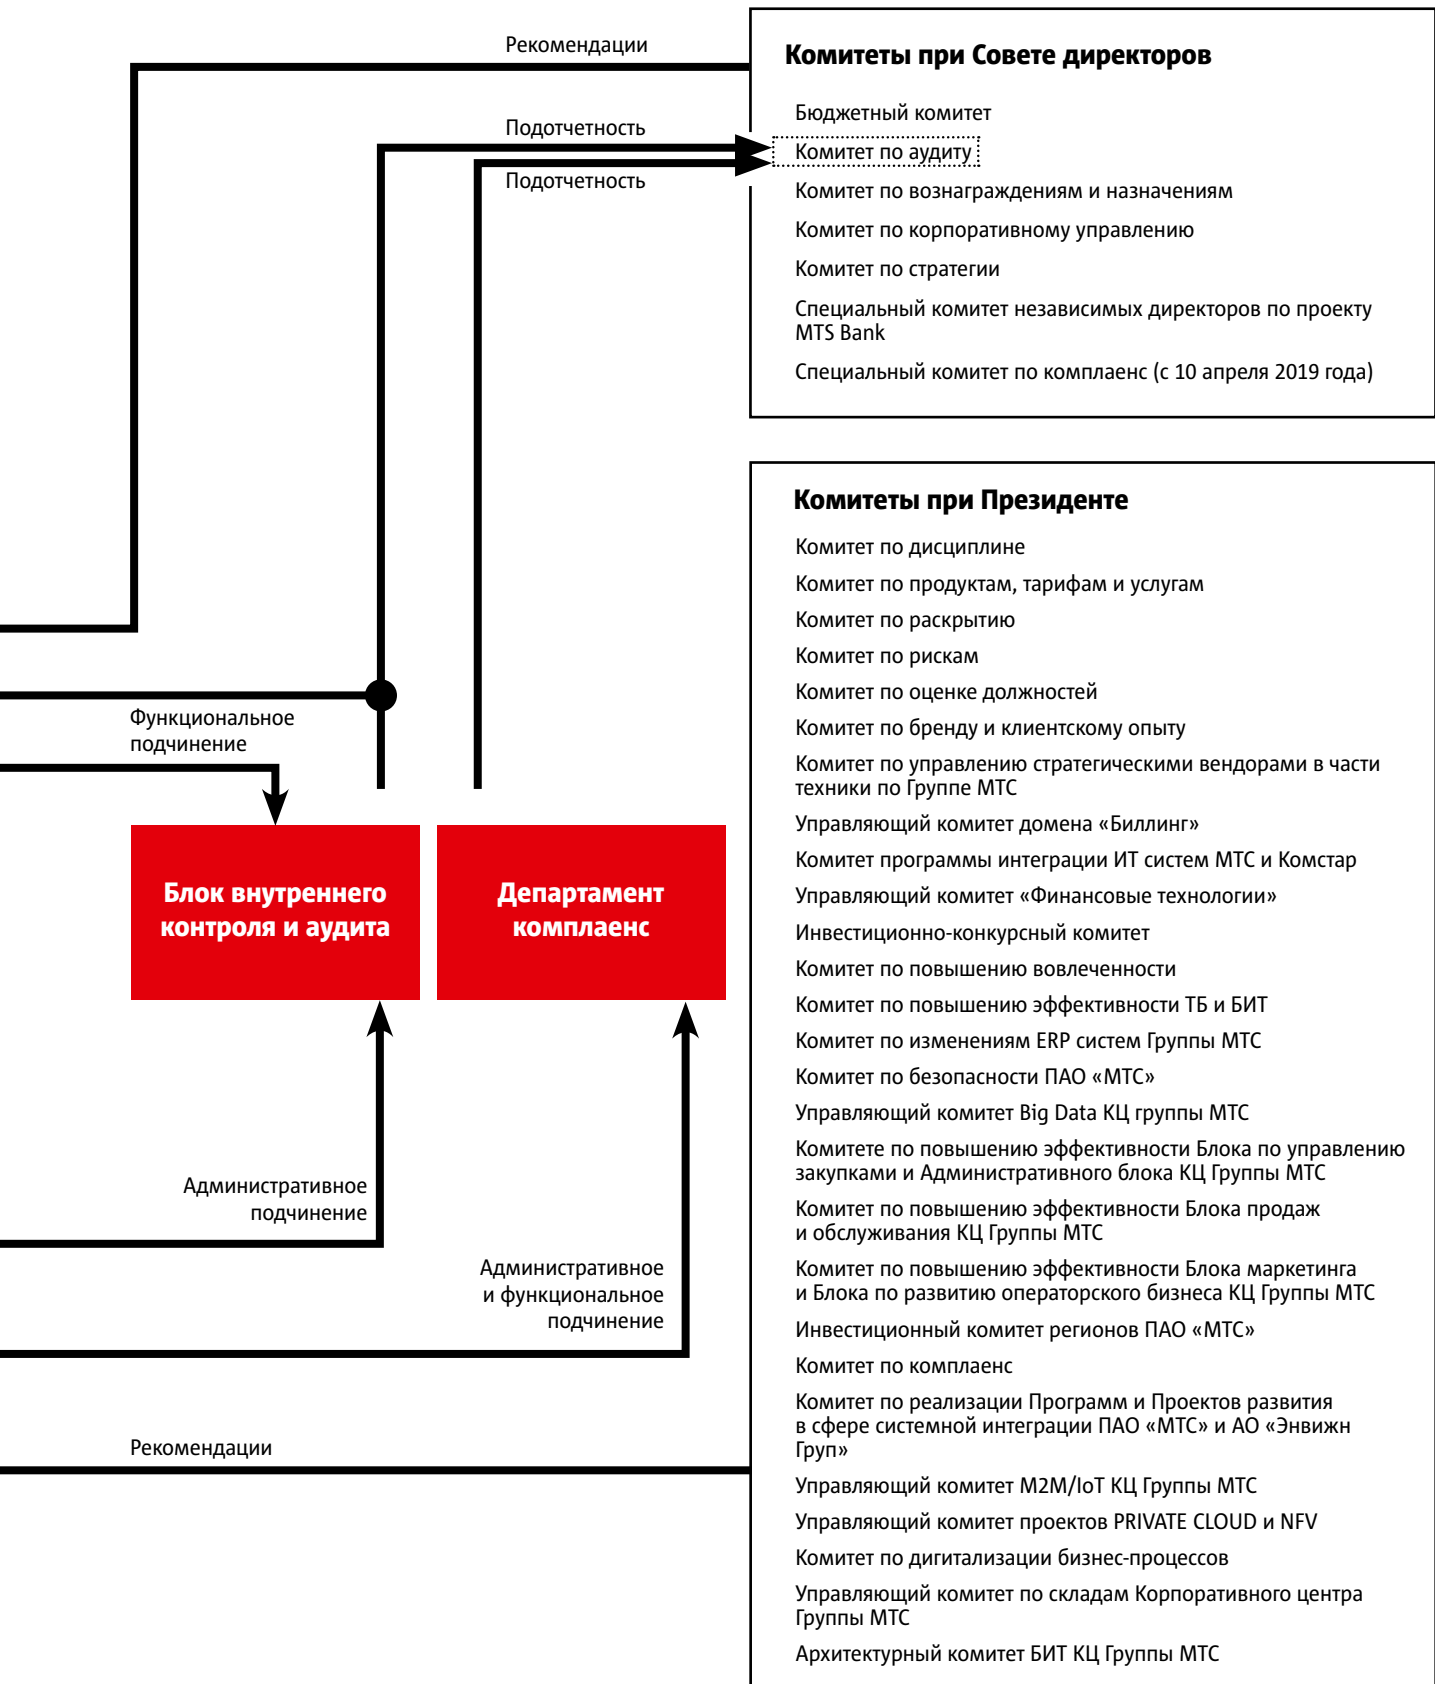 Рекомендации
Подотчетность
Подотчетность
Комитеты при Совете директоров
Бюджетный комитет
Комитет по аудиту
Комитет по вознаграждениям и назначениям
Комитет по корпоративному управлению
Комитет по стратегии
Специальный комитет независимых директоров по проекту
MTS Bank
Специальный комитет по комплаенс (с 10 апреля 2019 года)
Функциональное
подчинение
Блок внутреннего
контроля и аудита
Департамент
комплаенс
Административное
подчинение
Административное
и функциональное
подчинение
Рекомендации
Комитеты при Президенте
Комитет по дисциплине
Комитет по продуктам, тарифам и услугам
Комитет по раскрытию
Комитет по рискам
Комитет по оценке должностей
Комитет по бренду и клиентскому опыту
Комитет по управлению стратегическими вендорами в части
техники по Группе МТС
Управляющий комитет домена «Биллинг»
Комитет программы интеграции ИТ систем МТС и Комстар
Управляющий комитет «Финансовые технологии»
Инвестиционно-конкурсный комитет
Комитет по повышению вовлеченности
Комитет по повышению эффективности ТБ и БИТ
Комитет по изменениям ERP систем Группы МТС
Комитет по безопасности ПАО «МТС»
Управляющий комитет Big Data КЦ группы МТС
Комитете по повышению эффективности Блока по управлению
закупками и Административного блока КЦ Группы МТС
Комитет по повышению эффективности Блока продаж
и обслуживания КЦ Группы МТС
Комитет по повышению эффективности Блока маркетинга
и Блока по развитию операторского бизнеса КЦ Группы МТС
Инвестиционный комитет регионов ПАО «МТС»
Комитет по комплаенс
Комитет по реализации Программ и Проектов развития
в сфере системной интеграции ПАО «МТС» и АО «Энвижн
Груп»
Управляющий комитет M2M/IoT КЦ Группы МТС
Управляющий комитет проектов PRIVATE CLOUD и NFV
Комитет по дигитализации бизнес-процессов
Управляющий комитет по складам Корпоративного центра
Группы МТС
Архитектурный комитет БИТ КЦ Группы МТС